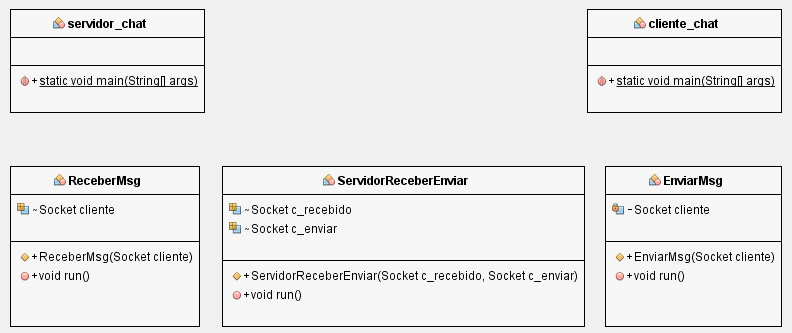 servidor_chat
+ static void main(String[] args)
cliente_chat
+ static void main(String[] args)
ReceberMsg
~ Socket cliente
+ ReceberMsg(Socket cliente)
+ void run()
ServidorReceberEnviar
~ Socket c_recebido
~ Socket c_enviar
+ ServidorReceberEnviar(Socket c_recebido, Socket c_enviar)
+ void run()
EnviarMsg
- Socket cliente
+ EnviarMsg(Socket cliente)
+ void run()